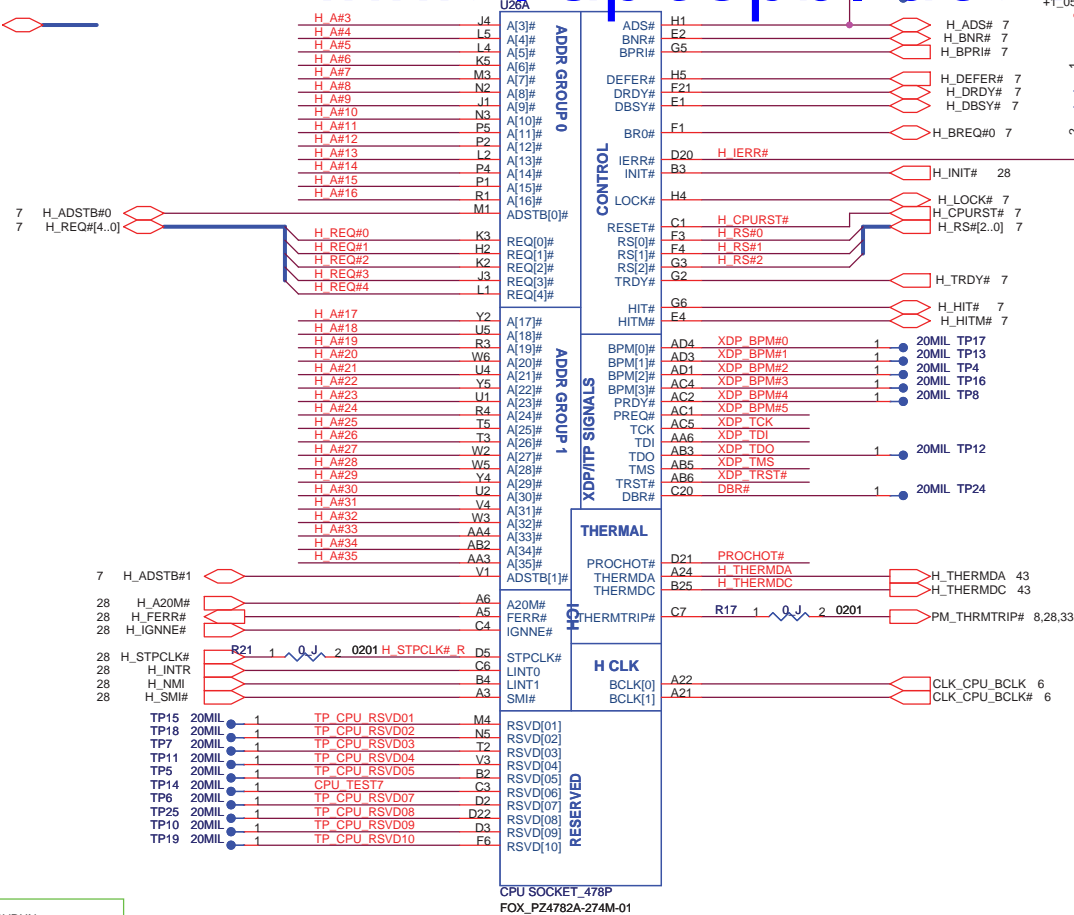 U26A
+1_05
H_A#3 J4 A[3]# ADS# H1 H_ADS# 7
H_A#4 L5 A[4]# BNR# E2 H_BNR# 7
H_A#5 L4 A[5]# BPRI# G5 H_BPRI# 7
H_A#6 K5 A[6]#
H_A#7 M3 A[7]# DEFER# H5 H_DEFER# 7
H_A#8 N2 A[8]# DRDY# F21 H_DRDY# 7
H_A#9 J1 A[9]# DBSY# E1 H_DBSY# 7
H_A#10 N3 A[10]#
H_A#11 P5 A[11]# BR0# F1 H_BREQ#0 7
H_A#12 P2 A[12]#
H_A#13 L2 A[13]# IERR# D20 H_IERR#
H_A#14 P4 A[14]# INIT# B3 H_INIT# 28
H_A#15 P1 A[15]#
H_A#16 R1 A[16]# LOCK# H4 H_LOCK# 7
7 H_ADSTB#0 M1 ADSTB[0]#
7 H_REQ#[4..0]
RESET# C1 H_CPURST# H_CPURST# 7
H_REQ#0 K3 REQ[0]# RS[0]# F3 H_RS#0 H_RS#[2..0] 7
H_REQ#1 H2 REQ[1]# RS[1]# F4 H_RS#1
H_REQ#2 K2 REQ[2]# RS[2]# G3 H_RS#2
H_REQ#3 J3 REQ[3]# TRDY# G2 H_TRDY# 7
H_REQ#4 L1 REQ[4]#
ADDR GROUP 0
CONTROL
HIT# G6 H_HIT# 7
HITM# E4 H_HITM# 7
H_A#17 Y2 A[17]#
H_A#18 U5 A[18]#
H_A#19 R3 A[19]# BPM[0]# AD4 XDP_BPM#0 1 20MIL TP17
H_A#20 W6 A[20]# BPM[1]# AD3 XDP_BPM#1 1 20MIL TP13
H_A#21 U4 A[21]# BPM[2]# AD1 XDP_BPM#2 1 20MIL TP4
H_A#22 Y5 A[22]# BPM[3]# AC4 XDP_BPM#3 1 20MIL TP16
H_A#23 U1 A[23]# PRDY# AC2 XDP_BPM#4 1 20MIL TP8
H_A#24 R4 A[24]# PREQ# AC1 XDP_BPM#5
H_A#25 T5 A[25]# TCK AC5 XDP_TCK
H_A#26 T3 A[26]# TDI AA6 XDP_TDI
H_A#27 W2 A[27]# TDO AB3 XDP_TDO 1 20MIL TP12
H_A#28 W5 A[28]# TMS AB5 XDP_TMS
H_A#29 Y4 A[29]# TRST# AB6 XDP_TRST#
H_A#30 U2 A[30]# DBR# C20 DBR# 1 20MIL TP24
H_A#31 V4 A[31]#
H_A#32 W3 A[32]#
H_A#33 AA4 A[33]#
H_A#34 AB2 A[34]#
H_A#35 AA3 A[35]#
7 H_ADSTB#1 V1 ADSTB[1]#
ADDR GROUP 1
XDP/ITP SIGNALS
THERMAL
PROCHOT# D21 PROCHOT#
THERMDA A24 H_THERMDA H_THERMDA 43
THERMDC B25 H_THERMDC H_THERMDC 43
28 H_A20M# A6 A20M#
28 H_FERR# A5 FERR# THERMTRIP# C7 R17 1 0_J 2 0201 PM_THRMTRIP# 8,28,33
28 H_IGNNE# C4 IGNNE#
ICH
28 H_STPCLK# R21 1 0_J 2 0201 H_STPCLK#_R D5 STPCLK#
28 H_INTR C6 LINT0
28 H_NMI B4 LINT1
28 H_SMI# A3 SMI#
H CLK
BCLK[0] A22 CLK_CPU_BCLK 6
BCLK[1] A21 CLK_CPU_BCLK# 6
TP15 20MIL 1 TP_CPU_RSVD01 M4 RSVD[01]
TP18 20MIL 1 TP_CPU_RSVD02 N5 RSVD[02]
TP7 20MIL 1 TP_CPU_RSVD03 T2 RSVD[03]
TP11 20MIL 1 TP_CPU_RSVD04 V3 RSVD[04]
TP5 20MIL 1 TP_CPU_RSVD05 B2 RSVD[05]
TP14 20MIL 1 CPU_TEST7 C3 RSVD[06]
TP6 20MIL 1 TP_CPU_RSVD07 D2 RSVD[07]
TP25 20MIL 1 TP_CPU_RSVD08 D22 RSVD[08]
TP10 20MIL 1 TP_CPU_RSVD09 D3 RSVD[09]
TP19 20MIL 1 TP_CPU_RSVD10 F6 RSVD[10]
RESERVED
CPU SOCKET_478P
FOX_PZ4782A-274M-01